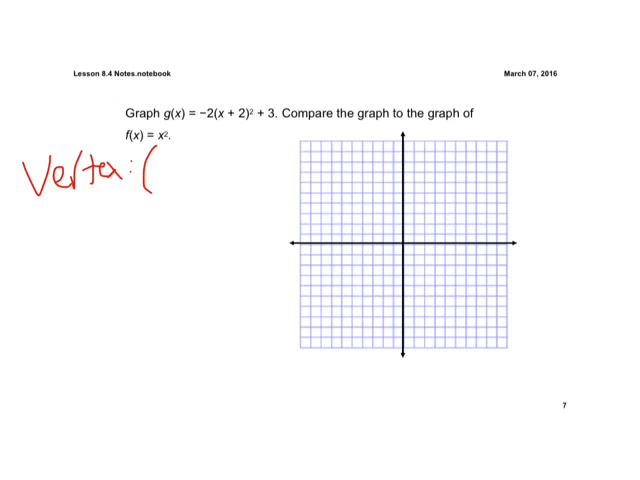 Lesson 8.4 Notes.notebook
March 07, 2016
Graph g(x) = −2(x + 2)² + 3. Compare the graph to the graph of
f(x) = x².
Vertex: (
7